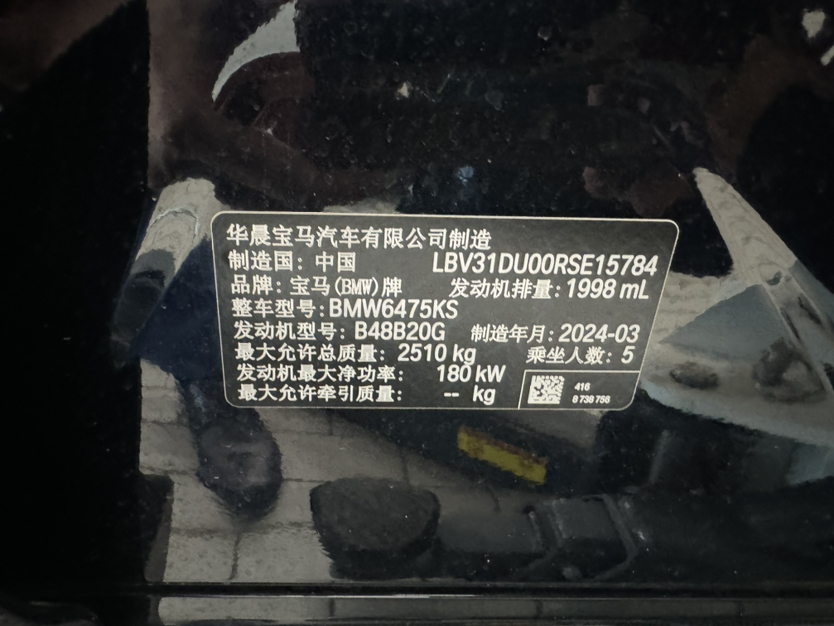 华晨宝马汽车有限公司制造
制造国：中国 LBV31DU00RSE15784
品牌：宝马(BMW)牌 发动机排量：1998 mL
整车型号：BMW6475KS
发动机型号：B48B20G 制造年月：2024-03
最大允许总质量：2510 kg 乘坐人数：5
发动机最大净功率： 180 kW
最大允许牵引质量： -- kg
416
8 738 756